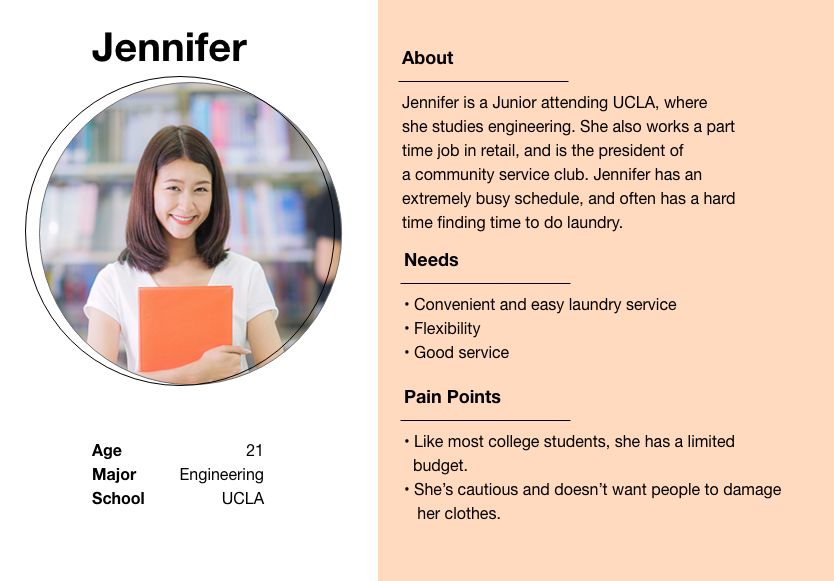 Jennifer
Age 21
Major Engineering
School UCLA
About
Jennifer is a Junior attending UCLA, where
she studies engineering. She also works a part
time job in retail, and is the president of
a community service club. Jennifer has an
extremely busy schedule, and often has a hard
time finding time to do laundry.
Needs
• Convenient and easy laundry service
• Flexibility
• Good service
Pain Points
• Like most college students, she has a limited
budget.
• She’s cautious and doesn’t want people to damage
her clothes.